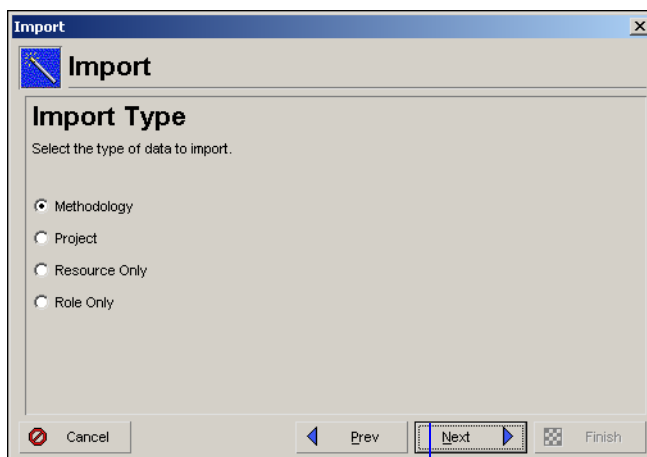 Import
Import
Import Type
Select the type of data to import.
Methodology
Project
Resource Only
Role Only
Cancel
Prev
Next
Finish